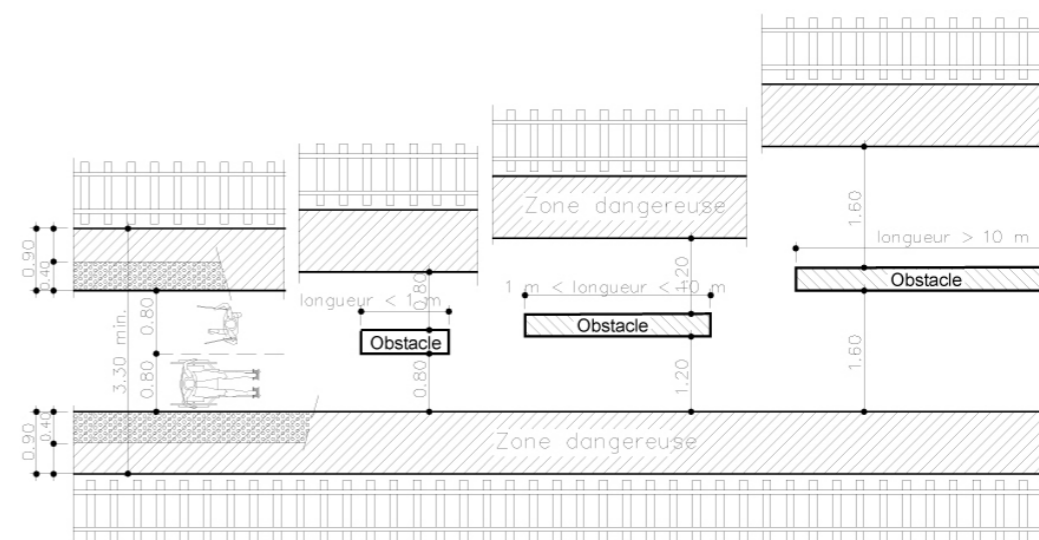 1.60
longueur > 10 m
Obstacle
1.60
Zone dangereuse
1.20
1 m < longueur < 10 m
Obstacle
1.20
0.80
longueur < 1 m
Obstacle
0.80
0.90
0.40
0.80
3.30 min.
0.80
0.90
0.40
Zone dangereuse